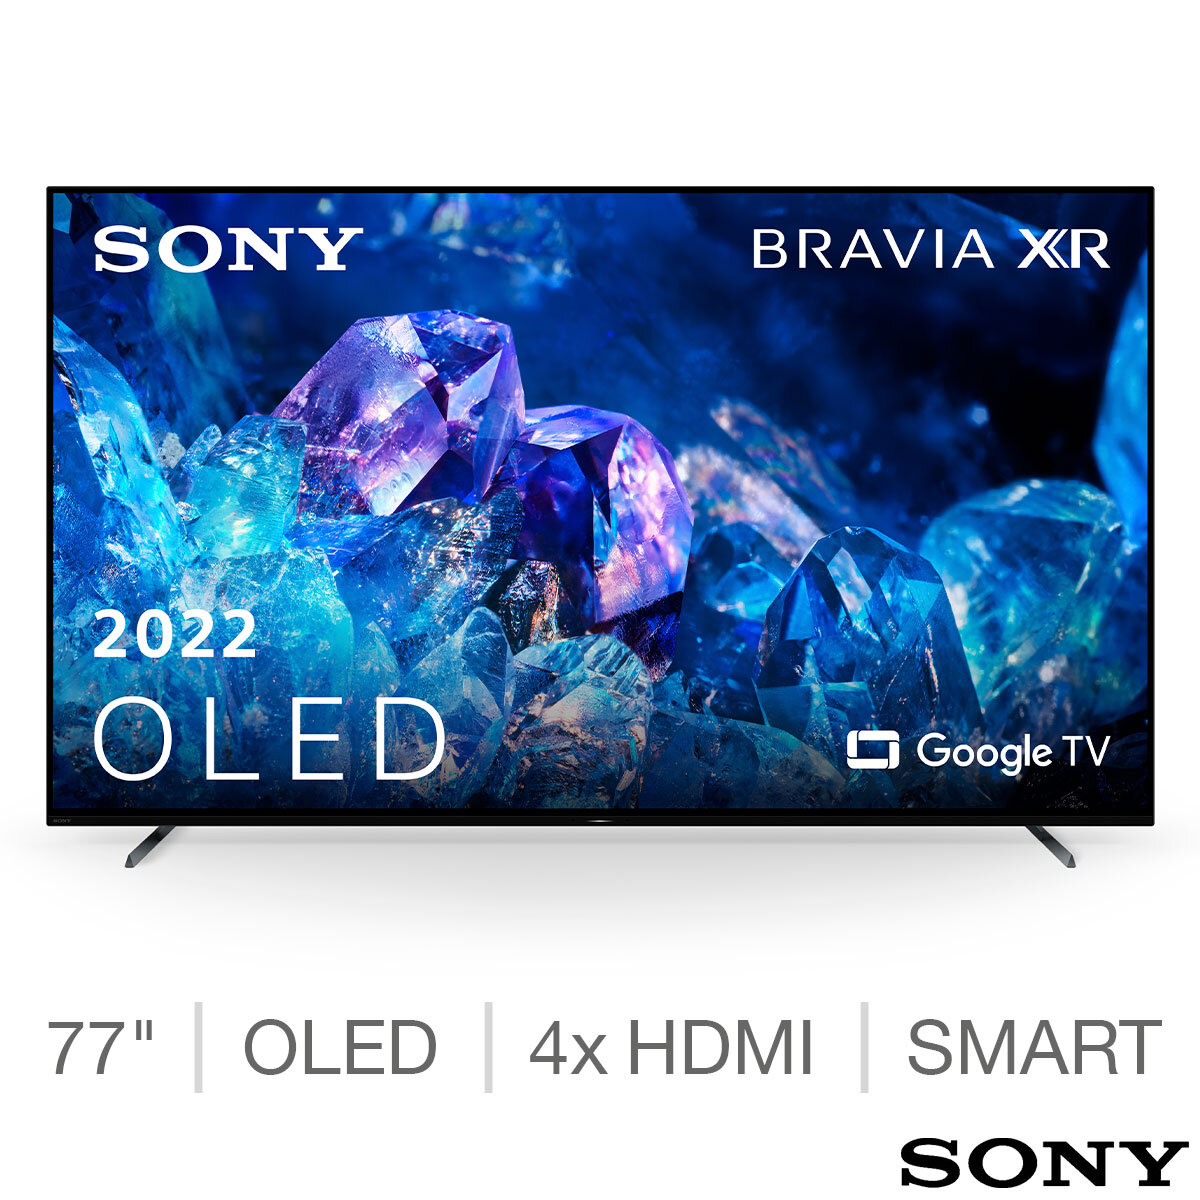 SONY
BRAVIA XR
2022
OLED
Google TV
SONY
77" | OLED | 4x HDMI | SMART
SONY